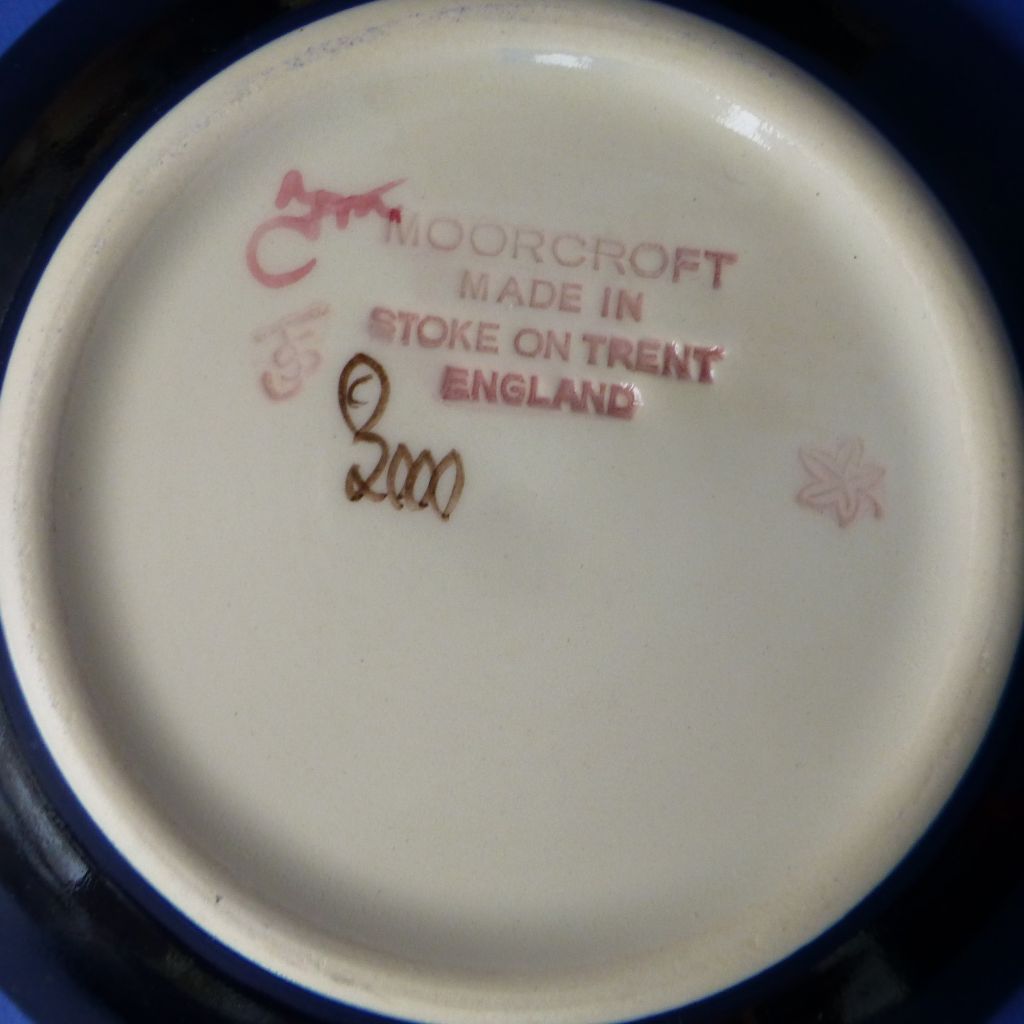 MOORCROFT
MADE IN
STOKE ON TRENT
ENGLAND
©
2000